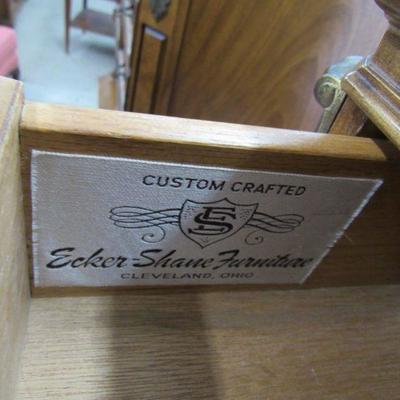 CUSTOM CRAFTED
ES
Ecker-Shane Furniture
CLEVELAND, OHIO